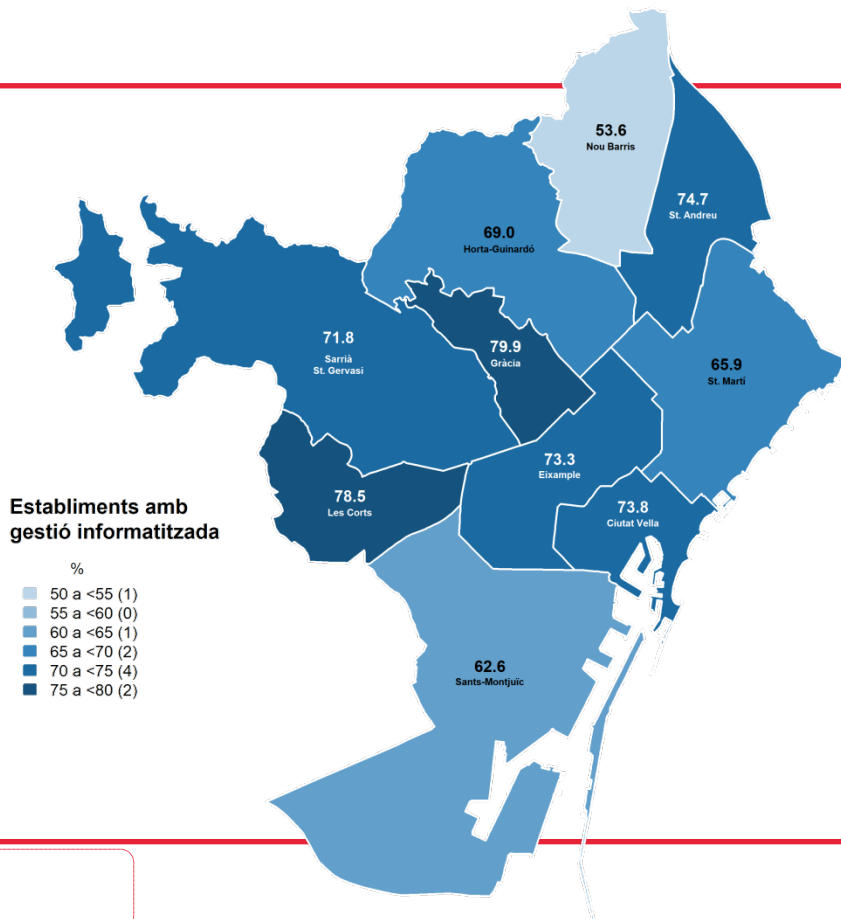 53.6
Nou Barris
74.7
St. Andreu
69.0
Horta-Guinardó
71.8
Sarrià
St. Gervasi
79.9
Gràcia
65.9
St. Martí
73.3
Eixample
78.5
Les Corts
73.8
Ciutat Vella
62.6
Sants-Montjuïc
Establiments amb
gestió informatitzada
%
50 a <55 (1)
55 a <60 (0)
60 a <65 (1)
65 a <70 (2)
70 a <75 (4)
75 a <80 (2)